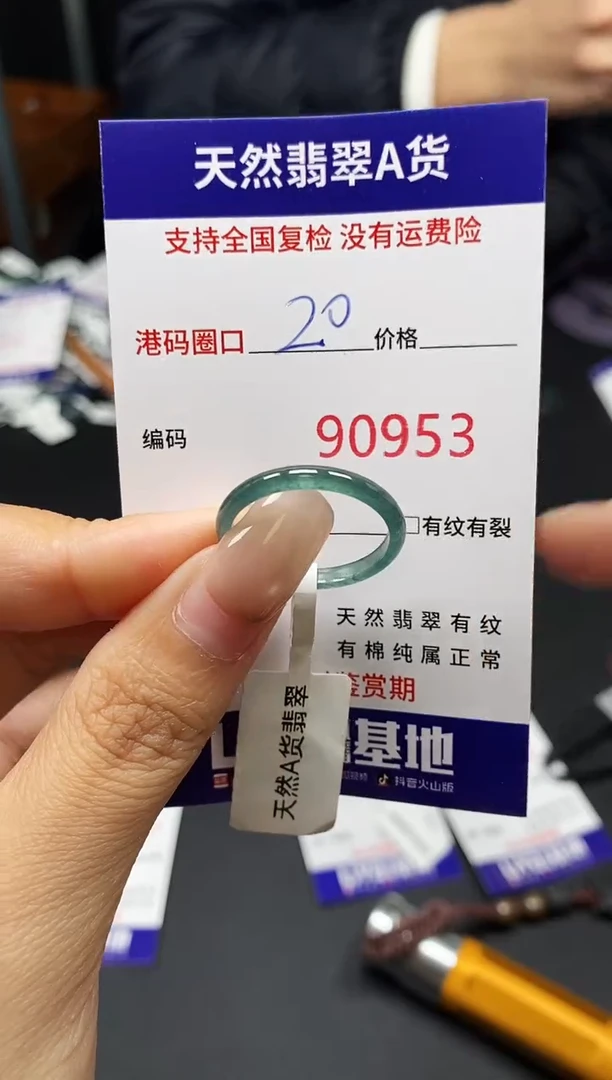 天然翡翠A货
支持全国复检 没有运费险
港码圈口 20 价格
编码 90953
□有纹有裂
天然翡翠有纹
有棉纯属正常
鉴赏期
基地
抖音火山版
天然A货翡翠